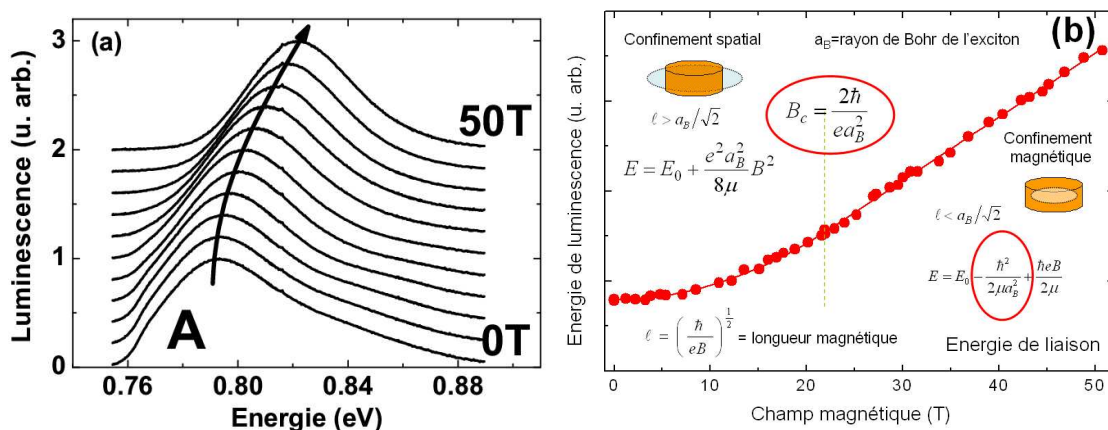 (a)
Luminescence (u. arb.)
3
2
1
0
50T
0T
A
0.76 0.80 0.84 0.88
Energie (eV)
(b)
Energie de luminescence (u. arb.)
Confinement spatial
a_B=rayon de Bohr de l'exciton
ℓ > a_B/√2
B_c = 2ħ / ea_B²
E = E_0 + (e²a_B² / 8μ) B²
Confinement
magnétique
ℓ < a_B/√2
E = E_0 - ħ² / 2μa_B² + ħeB / 2μ
ℓ = (ħ / eB)^(1/2) = longueur magnétique
Energie de liaison
0 10 20 30 40 50
Champ magnétique (T)